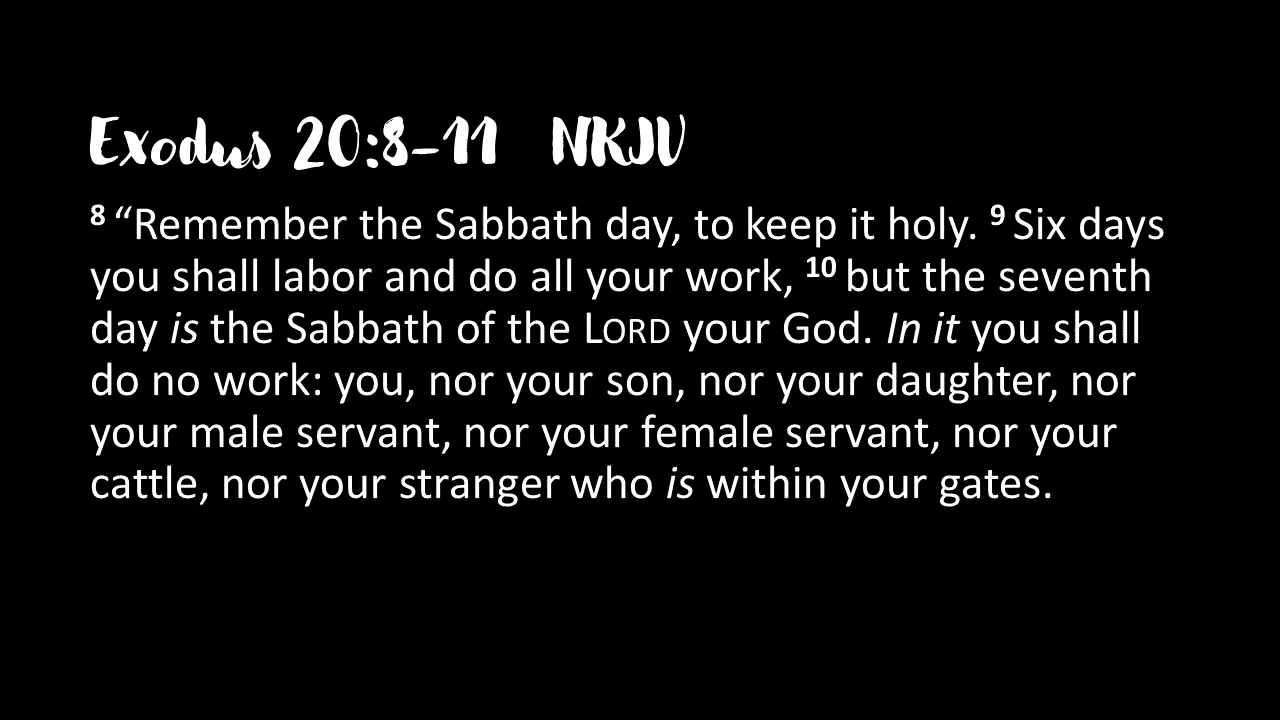 Exodus 20:8-11 NKJV
8 “Remember the Sabbath day, to keep it holy. 9 Six days
you shall labor and do all your work, 10 but the seventh
day is the Sabbath of the LORD your God. In it you shall
do no work: you, nor your son, nor your daughter, nor
your male servant, nor your female servant, nor your
cattle, nor your stranger who is within your gates.